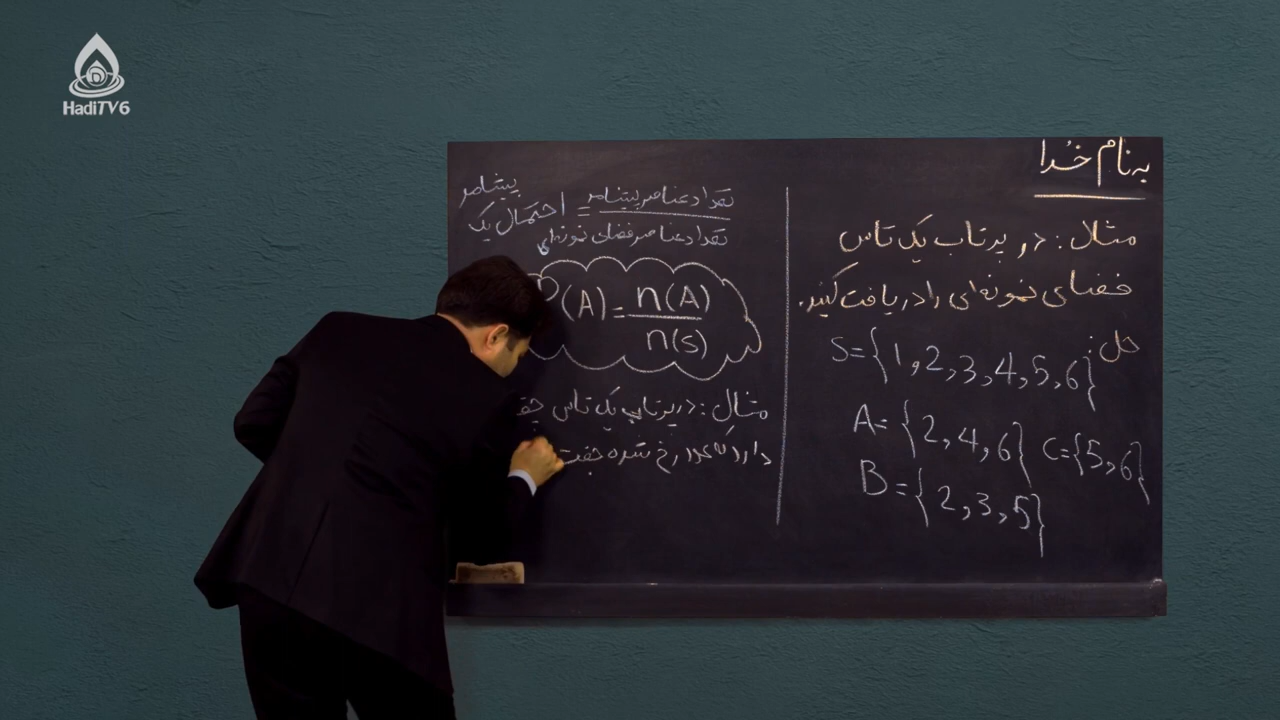 HadiTV6
به نام خُدا
مثال: در پرتاب یک تاس
فضای نمونه‌ای را دریافت کنید.
حل:
S={1,2,3,4,5,6}
A={2,4,6} C={5,6}
B={2,3,5}
تعداد عناصر پیشامد = احتمال یک پیشامد
تعداد عناصر فضای نمونه‌ای
P(A)=n(A)
n(s)
مثال: در پرتاب یک تاس
دارد عدد رخ شده جفت